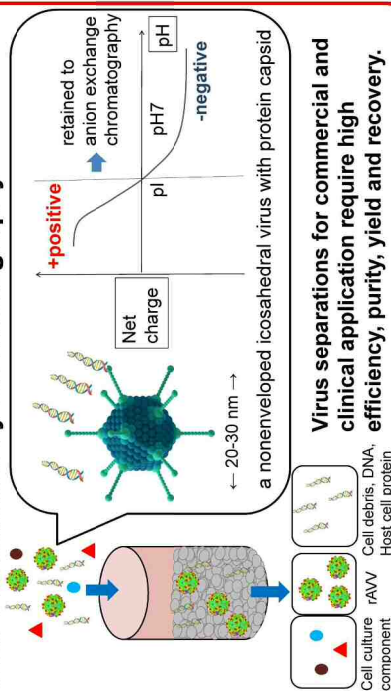 +positive
retained to
anion exchange
chromatography
pH
Net
charge
pI
pH7
-negative
← 20-30 nm →
a nonenveloped icosahedral virus with protein capsid
Cell culture
component
rAVV
Cell debris, DNA,
Host cell protein
Virus separations for commercial and
clinical application require high
efficiency, purity, yield and recovery.